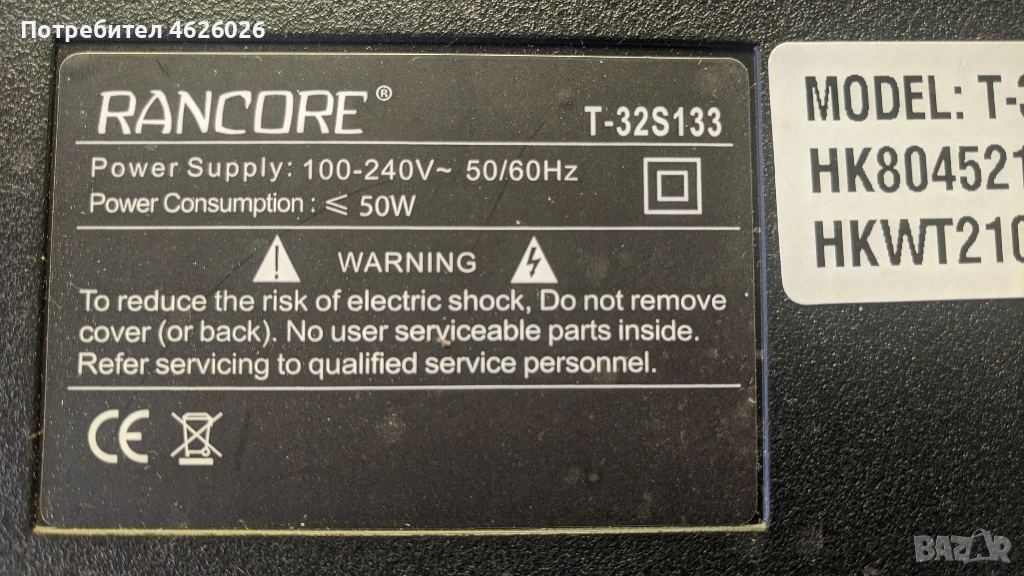 Потребител 4626026
RANCORE®
T-32S133
Power Supply: 100-240V~ 50/60Hz
Power Consumption : ⩽ 50W
WARNING
To reduce the risk of electric shock, Do not remove
cover (or back). No user serviceable parts inside.
Refer servicing to qualified service personnel.
CE
MODEL: T-3
HK804521
HKWT210
BAZAR